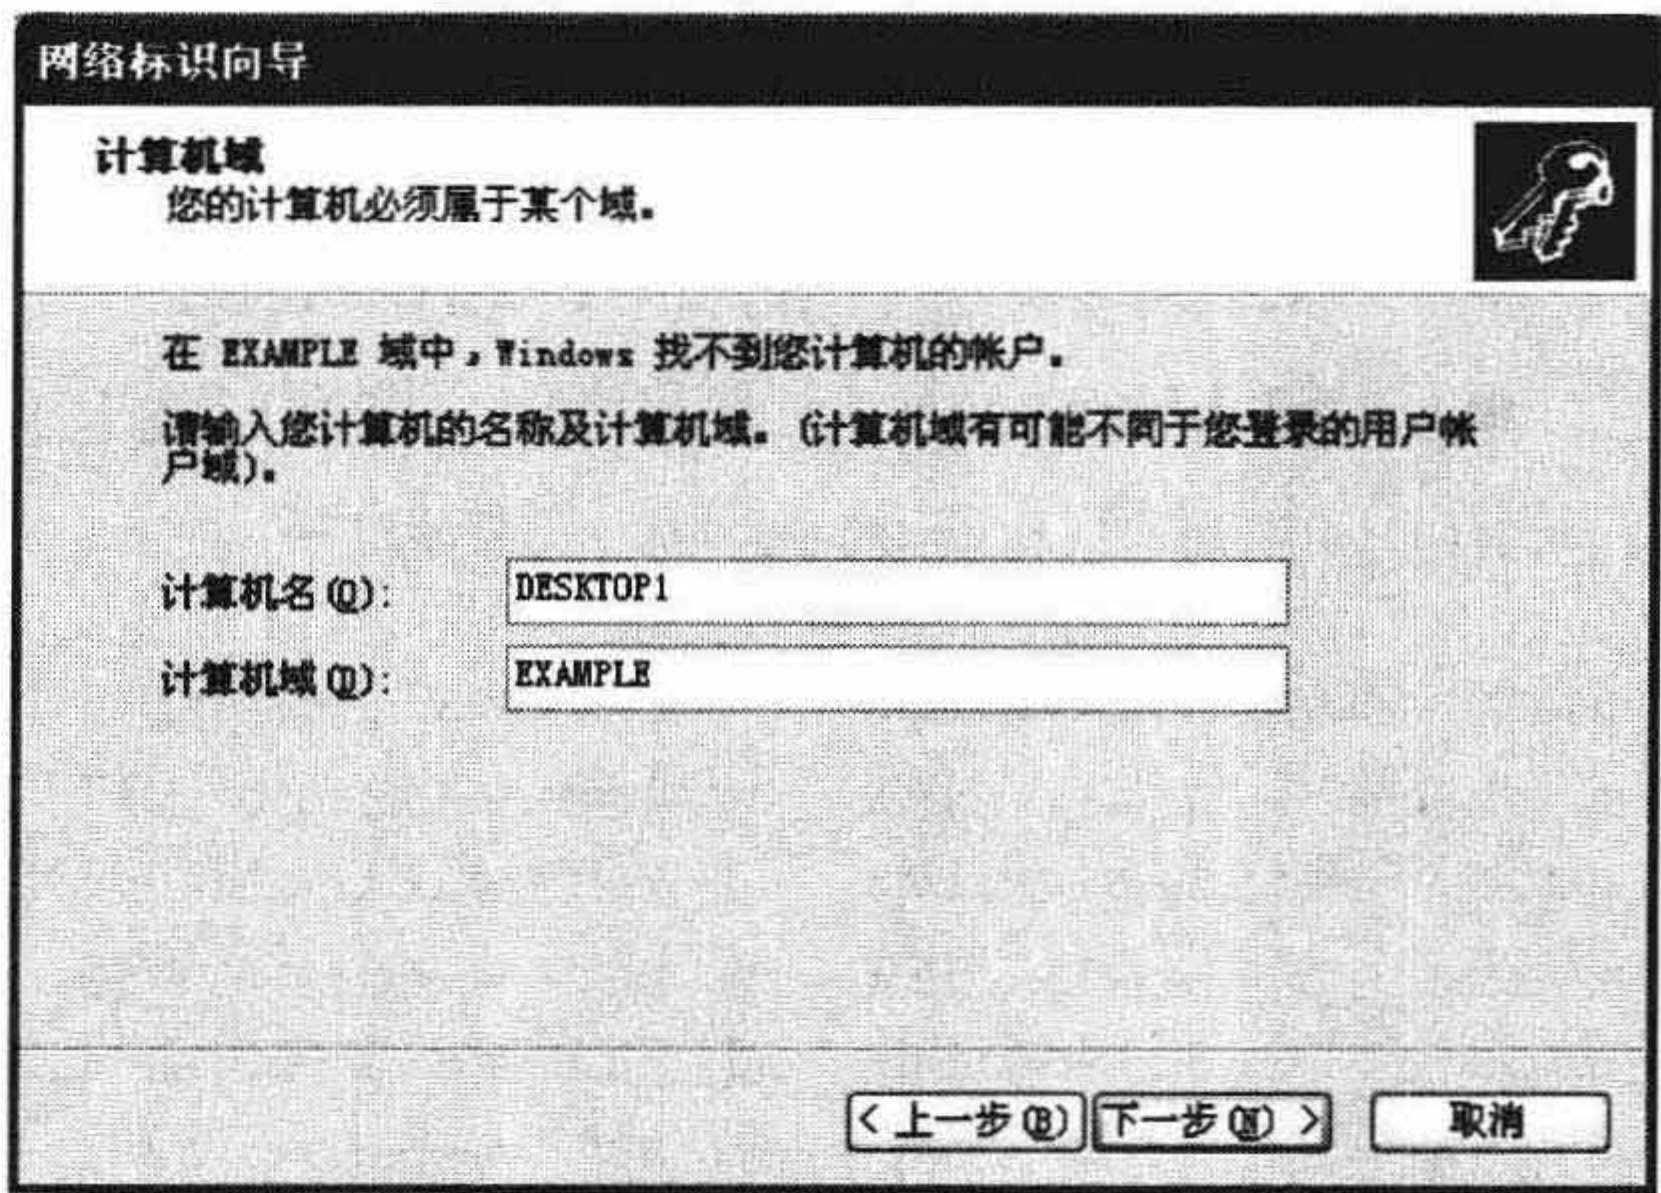 网络标识向导
计算机域
您的计算机必须属于某个域。
在 EXAMPLE 域中，Windows 找不到您计算机的帐户。
请输入您计算机的名称及计算机域。(计算机域有可能不同于您登录的用户帐
户域)。
计算机名(O): DESKTOP1
计算机域(D): EXAMPLE
< 上一步(B) 下一步(N) > 取消